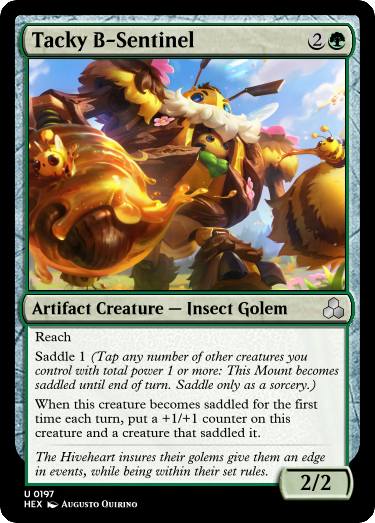 Tacky B-Sentinel 2
Artifact Creature — Insect Golem
Reach
Saddle 1 (Tap any number of other creatures you
control with total power 1 or more: This Mount becomes
saddled until end of turn. Saddle only as a sorcery.)
When this creature becomes saddled for the first
time each turn, put a +1/+1 counter on this
creature and a creature that saddled it.
The Hiveheart insures their golems give them an edge
in events, while being within their set rules.
2/2
U 0197
HEX Augusto Quirino